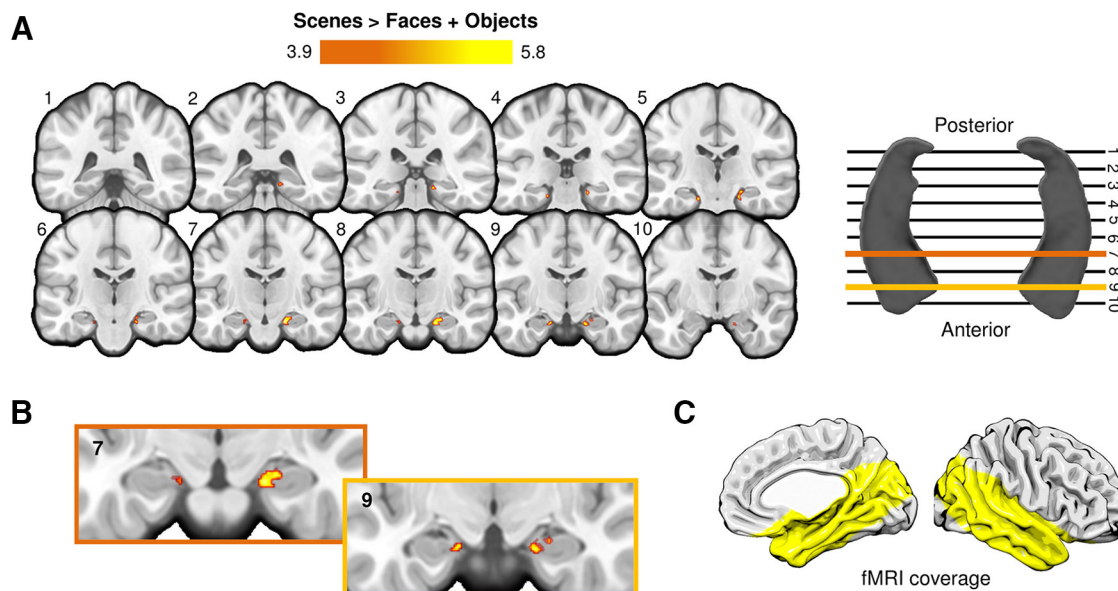 A
Scenes > Faces + Objects
3.9 5.8
1 2 3 4 5
6 7 8 9 10
Posterior
1
2
3
4
5
6
7
8
9
10
Anterior
B
7
9
C
fMRI coverage